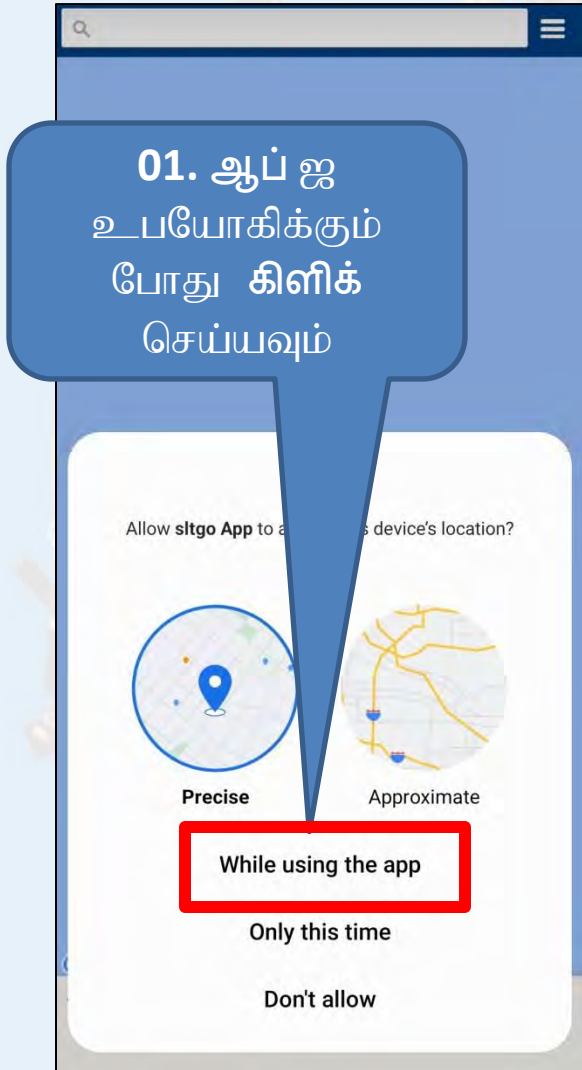 01. ஆப் ஐ
உபயோகிக்கும்
போது கிளிக்
செய்யவும்
Allow sltgo App to a s device's location?
Precise
Approximate
While using the app
Only this time
Don't allow